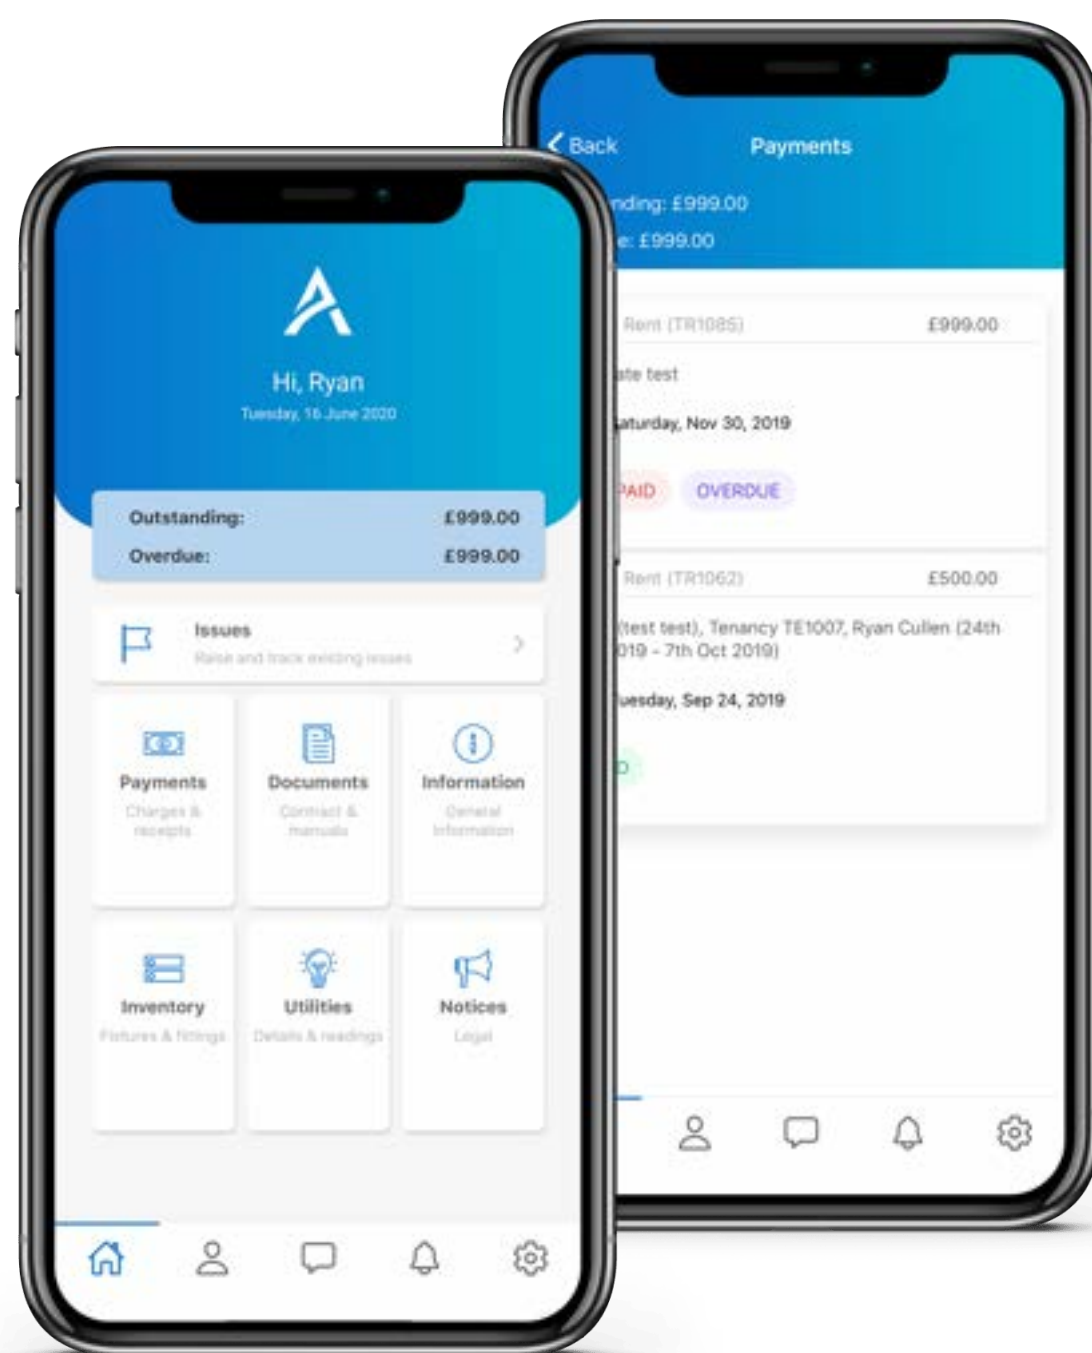 Hi, Ryan
Tuesday, 16 June 2020
Outstanding: £999.00
Overdue: £999.00
Issues
Raise and track existing issues
Payments
Charges & receipts
Documents
Contract & manuals
Information
General Information
Inventory
Fixtures & fittings
Utilities
Details & readings
Notices
Legal
Back Payments
nding: £999.00
e: £999.00
Rent (TR1085) £999.00
ate test
aturday, Nov 30, 2019
PAID OVERDUE
Rent (TR1062) £500.00
(test test), Tenancy TE1007, Ryan Cullen (24th
019 - 7th Oct 2019)
uesday, Sep 24, 2019
D